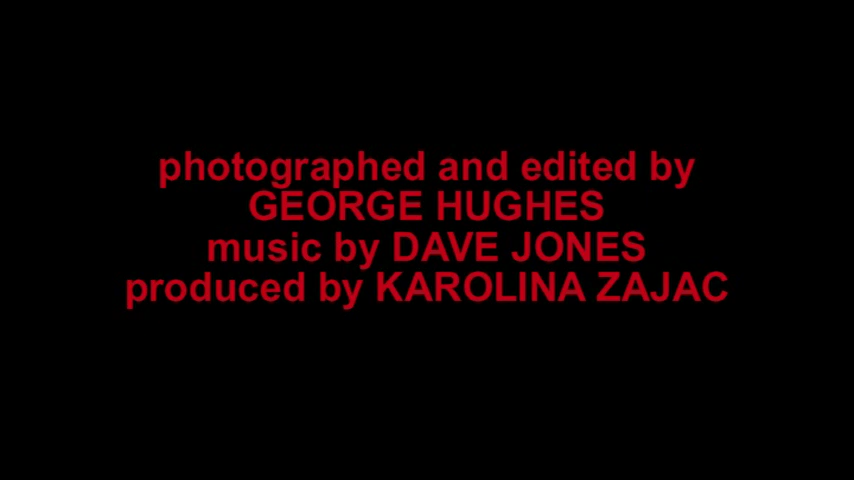 photographed and edited by
GEORGE HUGHES
music by DAVE JONES
produced by KAROLINA ZAJAC